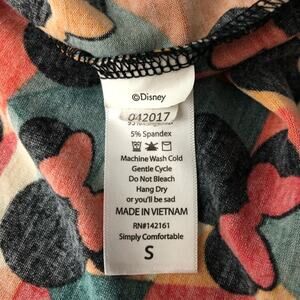 ©Disney
042017
5% Spandex
Machine Wash Cold
Gentle Cycle
Do Not Bleach
Hang Dry
or you'll be sad
MADE IN VIETNAM
RN#142161
Simply Comfortable
S